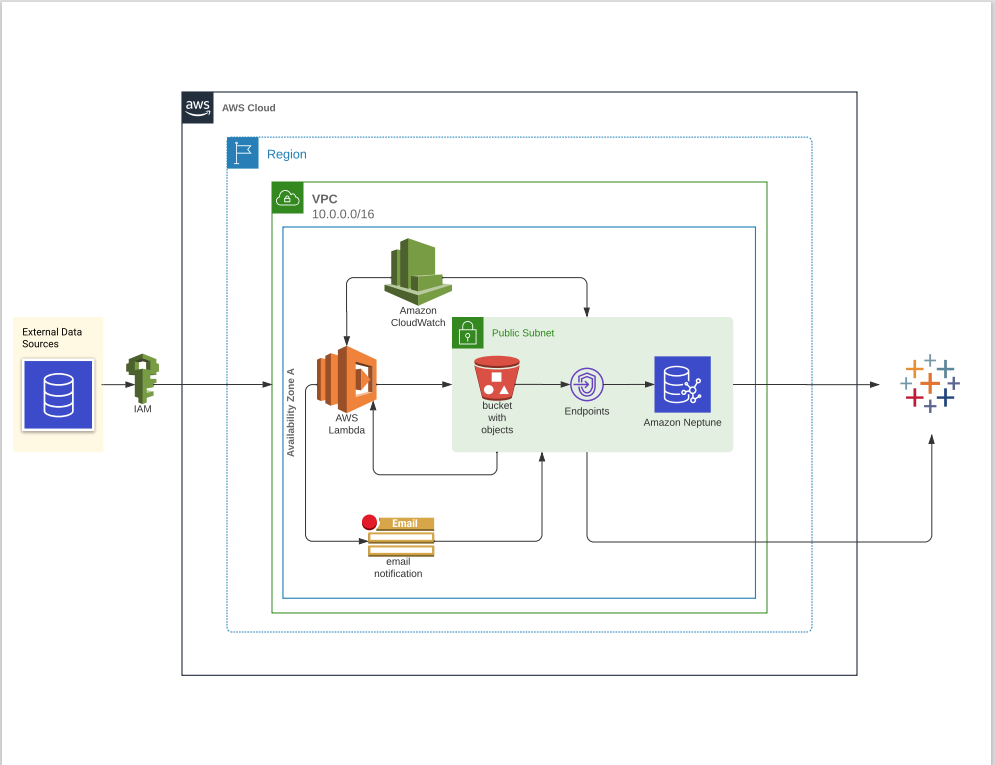 aws
AWS Cloud
Region
VPC
10.0.0.0/16
Amazon
CloudWatch
External Data
Sources
Public Subnet
IAM
Availability Zone A
AWS
Lambda
bucket
with
objects
Endpoints
Amazon Neptune
Email
email
notification